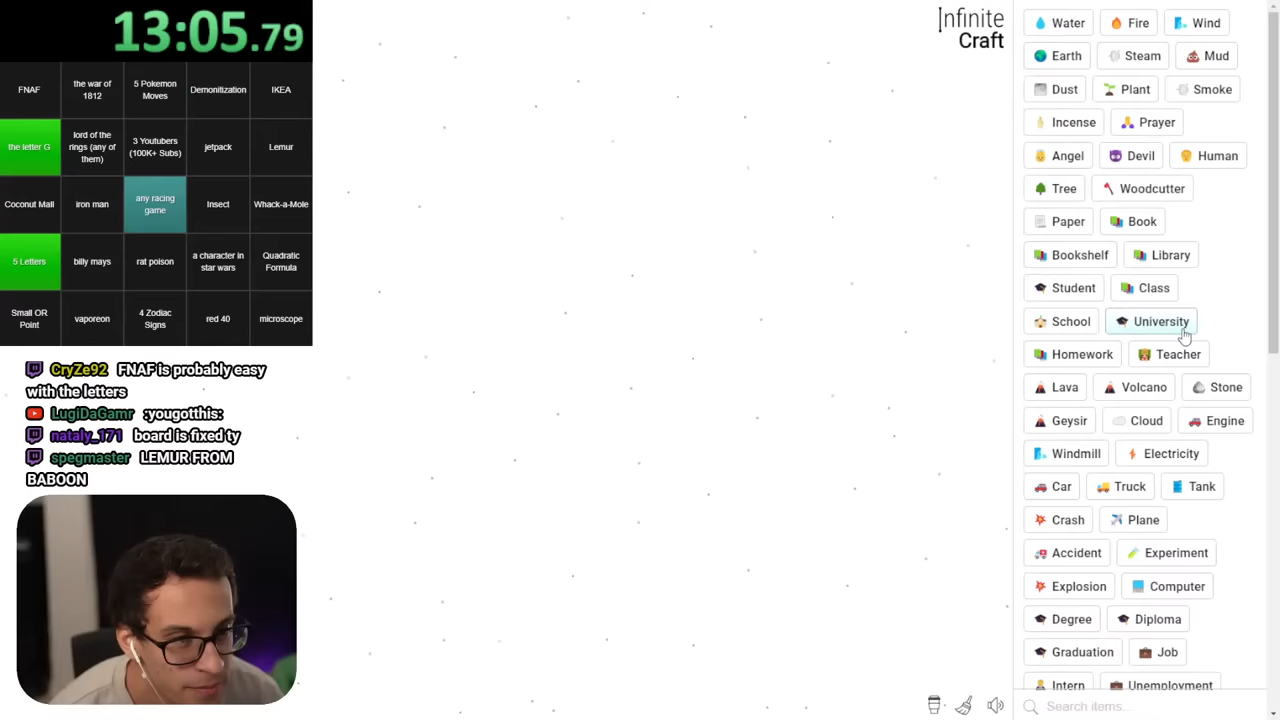 13:05.79
FNAF
the war of
1812
5 Pokemon
Moves
Demonitization
IKEA
the letter G
lord of the
rings (any of
them)
3 Youtubers
(100K+ Subs)
jetpack
Lemur
Coconut Mall
iron man
any racing
game
Insect
Whack-a-Mole
5 Letters
billy mays
rat poison
a character in
star wars
Quadratic
Formula
Small OR
Point
vaporeon
4 Zodiac
Signs
red 40
microscope
CryZe92 FNAF is probably easy
with the letters
LugiDaGamr :yougotthis:
nataly_171 board is fixed ty
spegmaster LEMUR FROM
BABOON
Infinite
Craft
Water Fire Wind
Earth Steam Mud
Dust Plant Smoke
Incense Prayer
Angel Devil Human
Tree Woodcutter
Paper Book
Bookshelf Library
Student Class
School University
Homework Teacher
Lava Volcano Stone
Geysir Cloud Engine
Windmill Electricity
Car Truck Tank
Crash Plane
Accident Experiment
Explosion Computer
Degree Diploma
Graduation Job
Intern Unemployment
Search items...